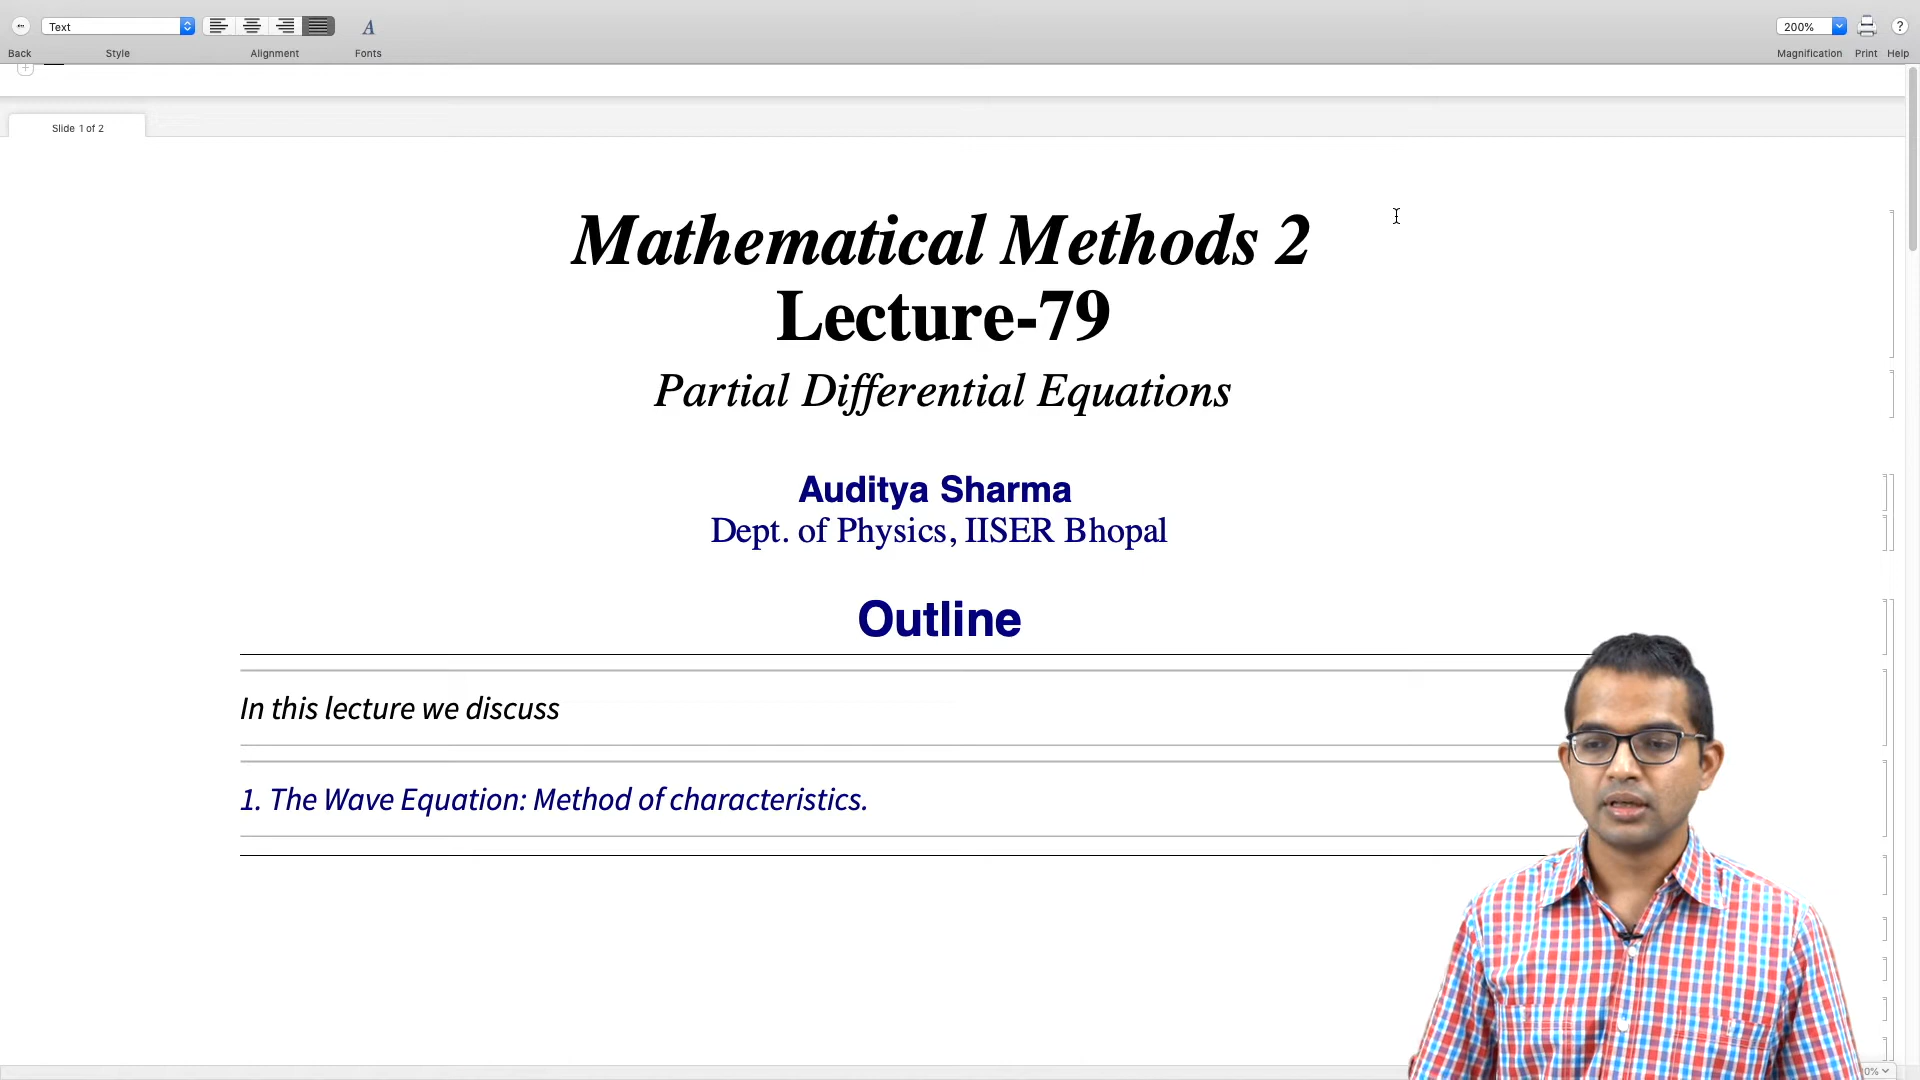 Text
200%
Back
Style
Alignment
Fonts
Magnification
Print
Help
Slide 1 of 2
Mathematical Methods 2
Lecture-79
Partial Differential Equations
Auditya Sharma
Dept. of Physics, IISER Bhopal
Outline
In this lecture we discuss
1. The Wave Equation: Method of characteristics.